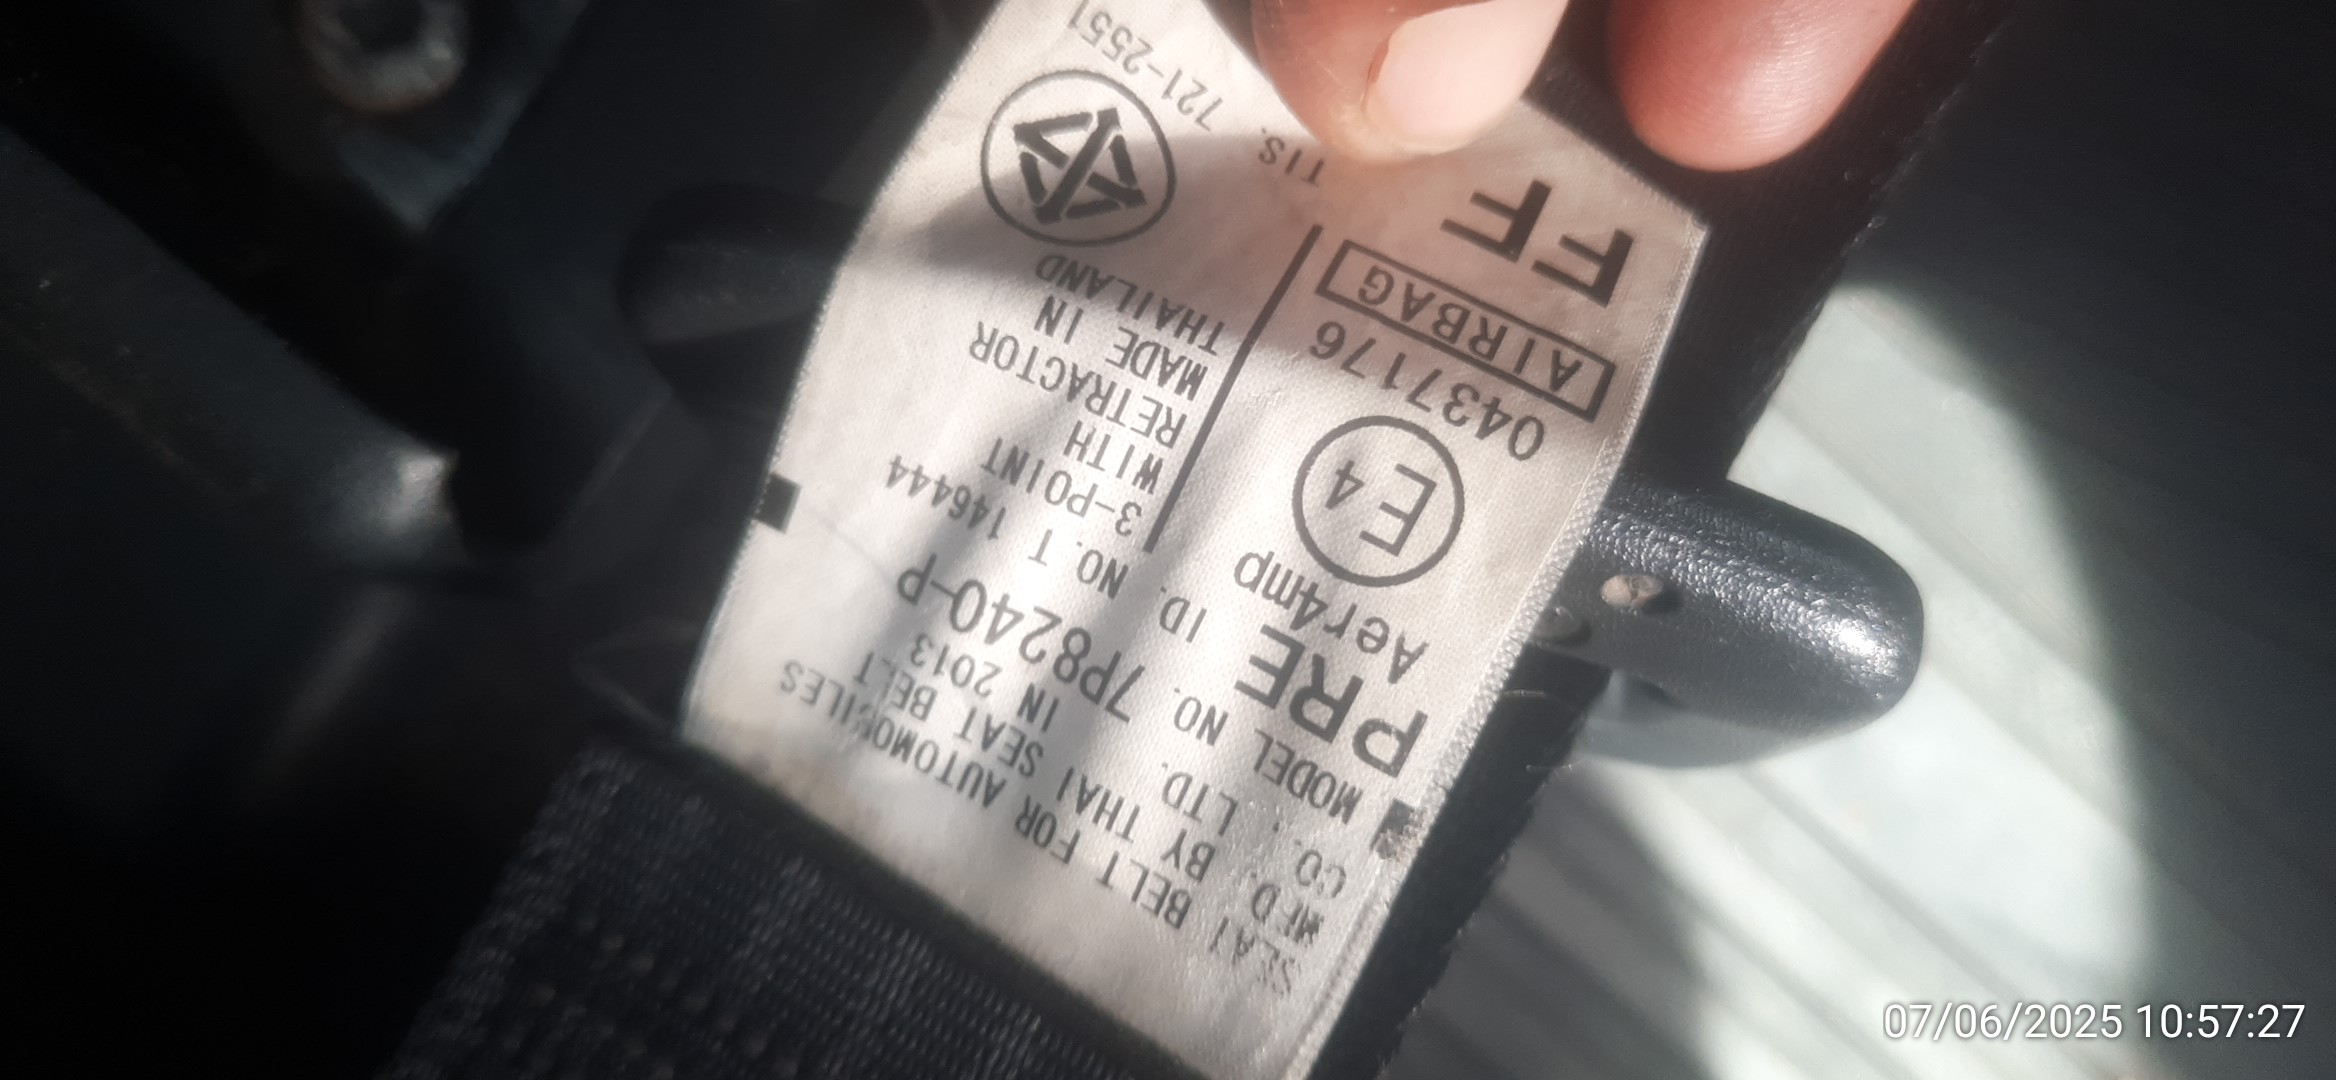 SEAT BELT FOR AUTOMOBILES
MFD. BY THAI SEAT BELT
CO., LTD. IN 2013
MODEL NO. 7P8240-P
PRE ID. NO. T 146444
Aer4mp
E4
0437176
AIRBAG
FF
3-POINT
WITH
RETRACTOR
MADE IN
THAILAND
TIS. 721-2551
07/06/2025 10:57:27